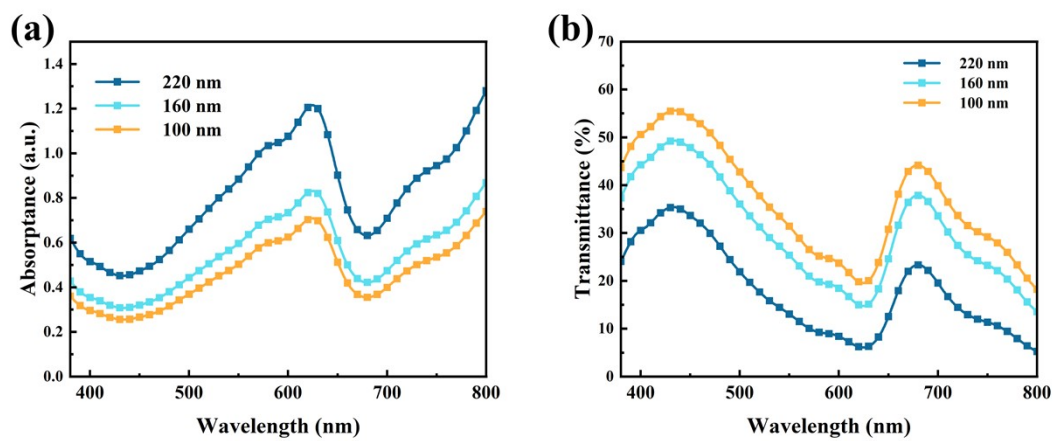 (a)
Absorptance (a.u.)
1.4
1.2
1.0
0.8
0.6
0.4
0.2
0.0
220 nm
160 nm
100 nm
400 500 600 700 800
Wavelength (nm)
(b)
Transmittance (%)
70
60
50
40
30
20
10
0
220 nm
160 nm
100 nm
400 500 600 700 800
Wavelength (nm)